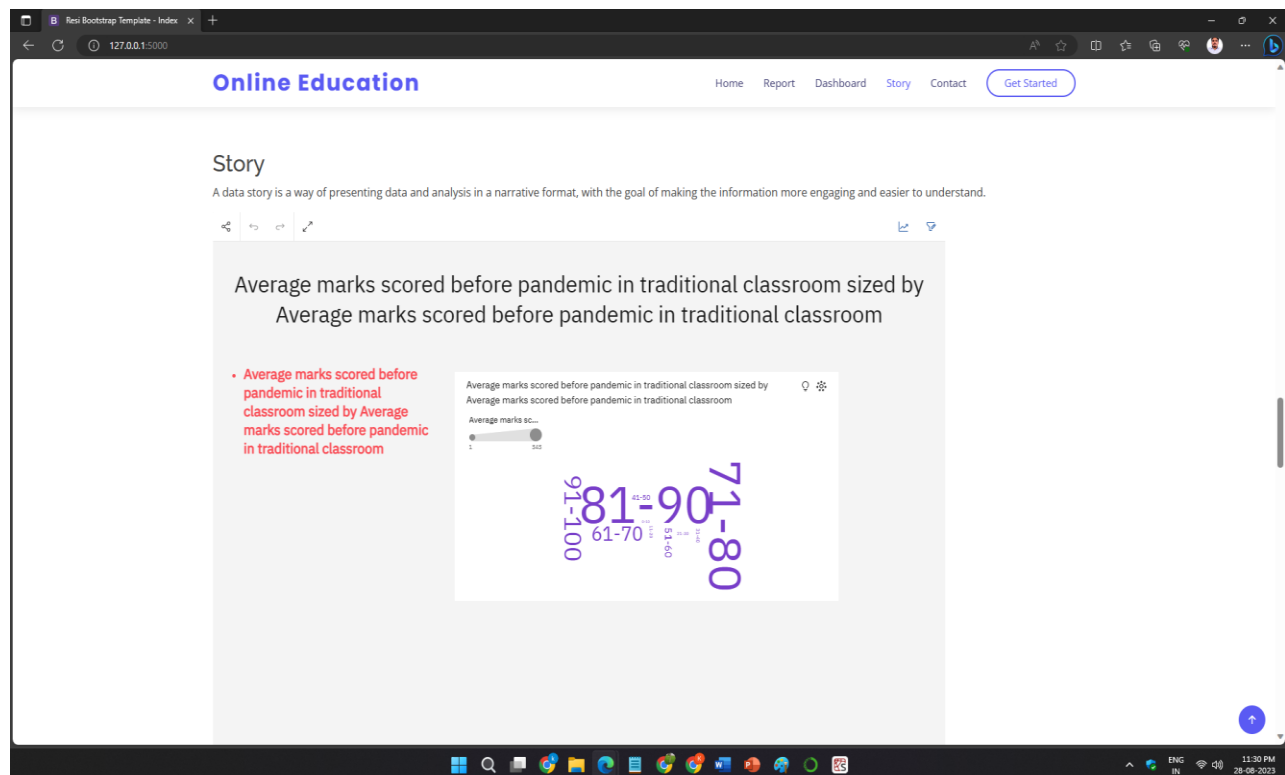 Resi Bootstrap Template - Index
127.0.0.1:5000
Online Education
Home Report Dashboard Story Contact Get Started
Story
A data story is a way of presenting data and analysis in a narrative format, with the goal of making the information more engaging and easier to understand.
Average marks scored before pandemic in traditional classroom sized by
Average marks scored before pandemic in traditional classroom
• Average marks scored before
pandemic in traditional
classroom sized by Average
marks scored before pandemic
in traditional classroom
Average marks scored before pandemic in traditional classroom sized by
Average marks scored before pandemic in traditional classroom
Average marks sc...
1
91-100
81-90
41-50
71-80
61-70
51-60
ENG
IN
11:30 PM
28-08-2023